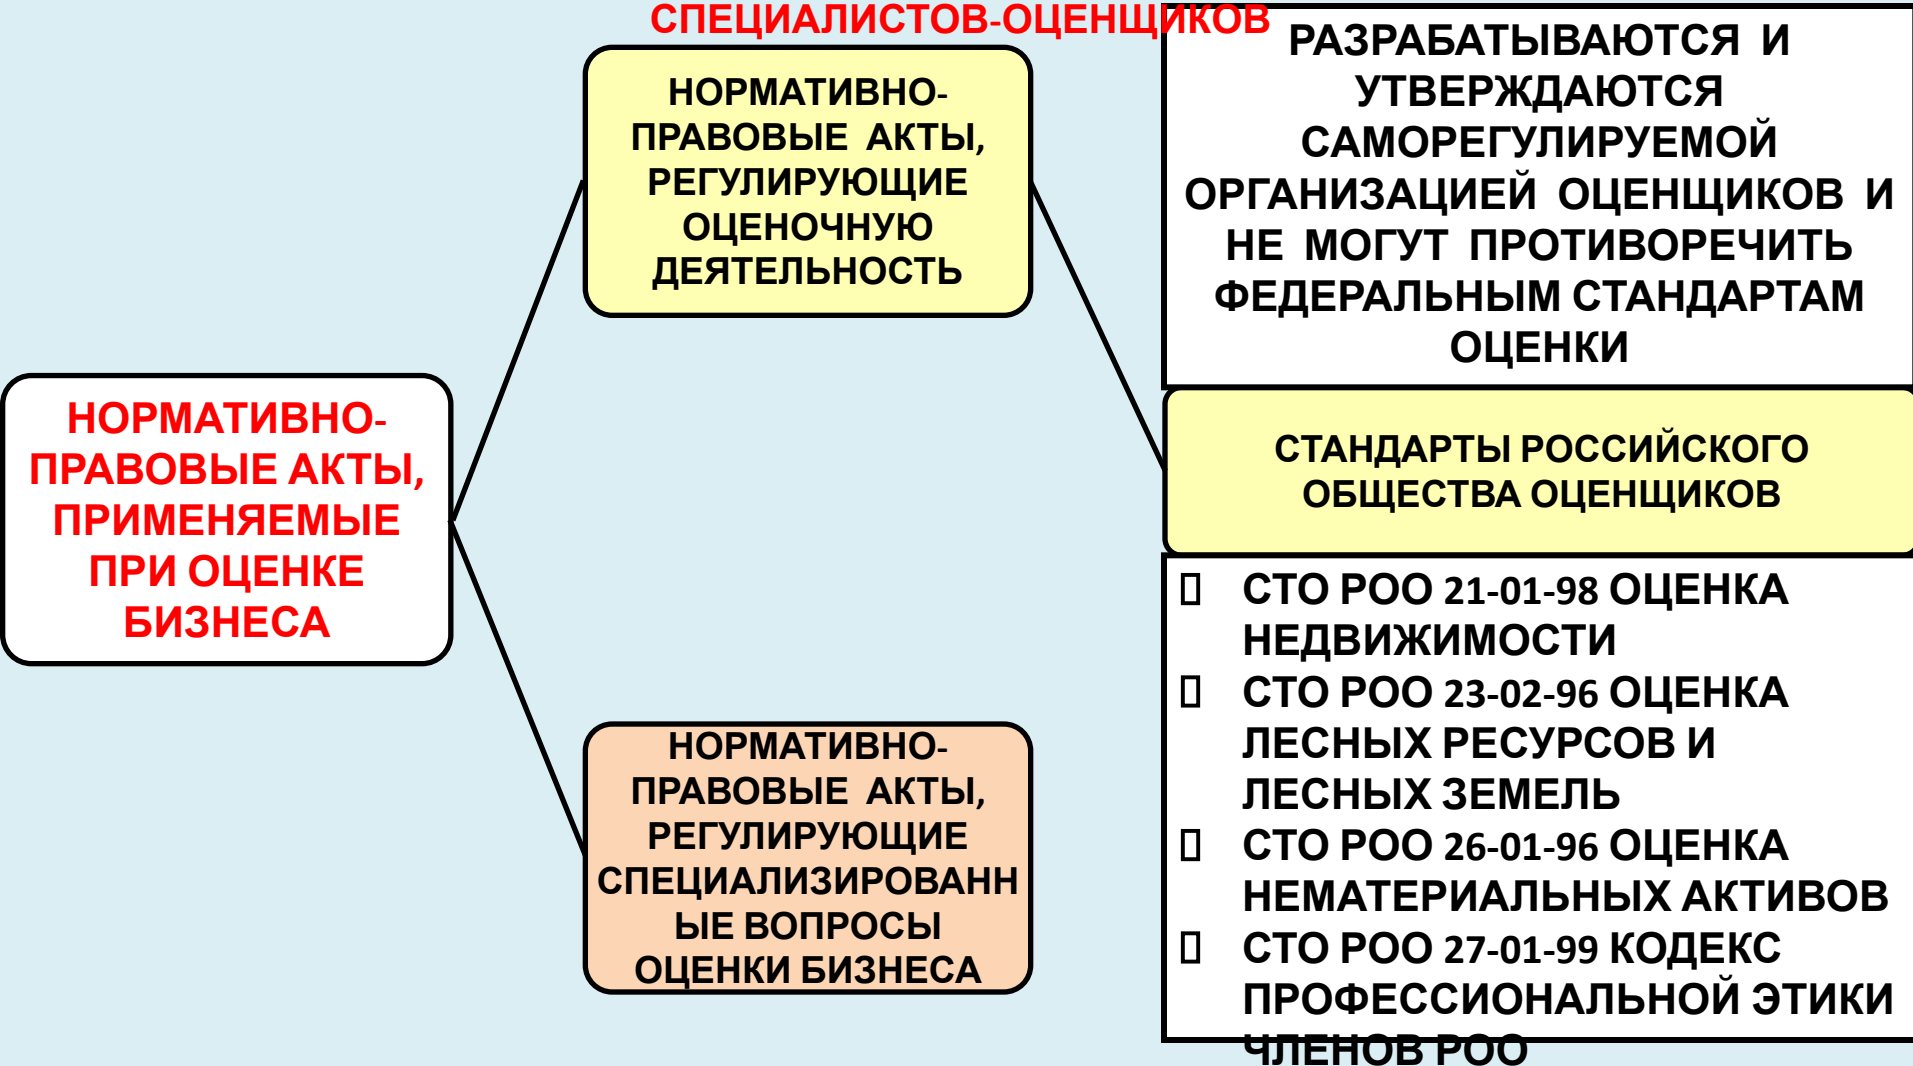 СПЕЦИАЛИСТОВ-ОЦЕНЩИКОВ
НОРМАТИВНО-
ПРАВОВЫЕ АКТЫ,
ПРИМЕНЯЕМЫЕ
ПРИ ОЦЕНКЕ
БИЗНЕСА
НОРМАТИВНО-
ПРАВОВЫЕ АКТЫ,
РЕГУЛИРУЮЩИЕ
ОЦЕНОЧНУЮ
ДЕЯТЕЛЬНОСТЬ
НОРМАТИВНО-
ПРАВОВЫЕ АКТЫ,
РЕГУЛИРУЮЩИЕ
СПЕЦИАЛИЗИРОВАНН
ЫЕ ВОПРОСЫ
ОЦЕНКИ БИЗНЕСА
РАЗРАБАТЫВАЮТСЯ И
УТВЕРЖДАЮТСЯ
САМОРЕГУЛИРУЕМОЙ
ОРГАНИЗАЦИЕЙ ОЦЕНЩИКОВ И
НЕ МОГУТ ПРОТИВОРЕЧИТЬ
ФЕДЕРАЛЬНЫМ СТАНДАРТАМ
ОЦЕНКИ
СТАНДАРТЫ РОССИЙСКОГО
ОБЩЕСТВА ОЦЕНЩИКОВ
СТО РОО 21-01-98 ОЦЕНКА
НЕДВИЖИМОСТИ
СТО РОО 23-02-96 ОЦЕНКА
ЛЕСНЫХ РЕСУРСОВ И
ЛЕСНЫХ ЗЕМЕЛЬ
СТО РОО 26-01-96 ОЦЕНКА
НЕМАТЕРИАЛЬНЫХ АКТИВОВ
СТО РОО 27-01-99 КОДЕКС
ПРОФЕССИОНАЛЬНОЙ ЭТИКИ
ЧЛЕНОВ РОО